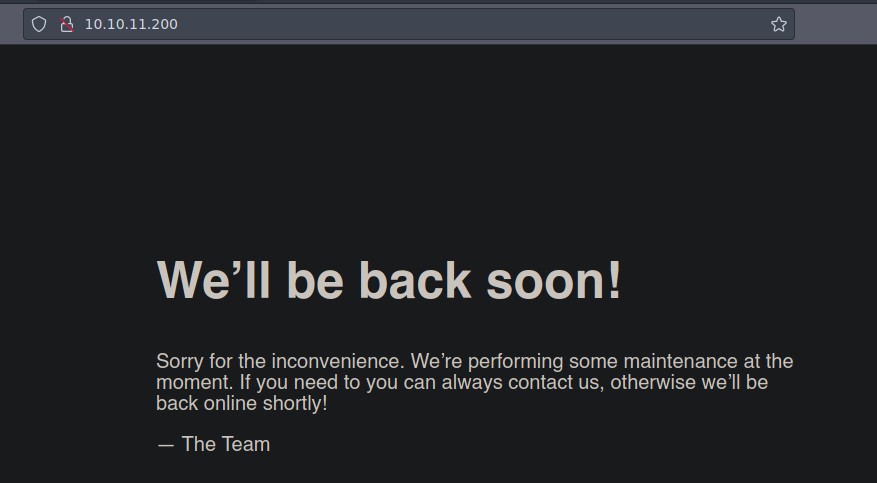 10.10.11.200
We’ll be back soon!
Sorry for the inconvenience. We’re performing some maintenance at the
moment. If you need to you can always contact us, otherwise we’ll be
back online shortly!
— The Team